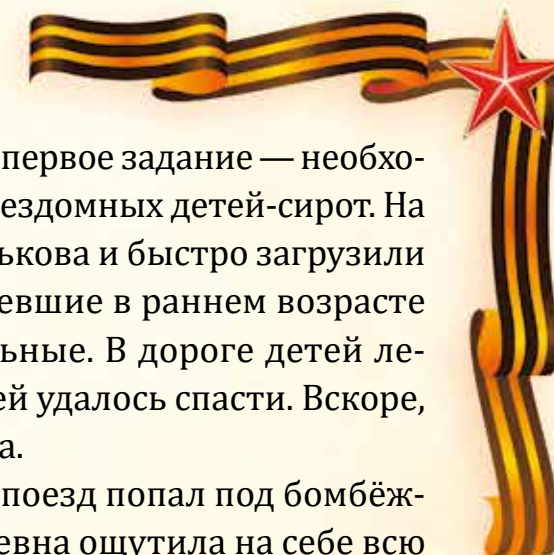 первое задание — необхо-
ездомных детей-сирот. На
ькова и быстро загрузили
евшие в раннем возрасте
ьные. В дороге детей ле-
ей удалось спасти. Вскоре,
а.
поезд попал под бомбёж-
евна ощутила на себе всю